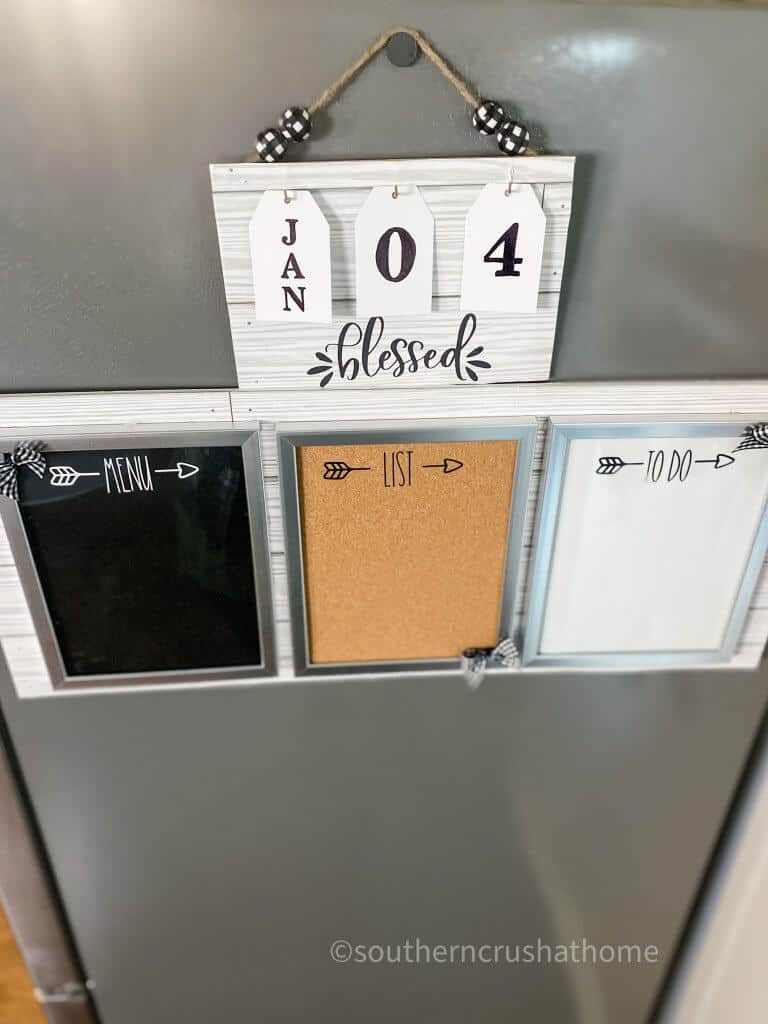 JAN 0 4
blessed
MENU LIST TO DO
©southerncrushathome